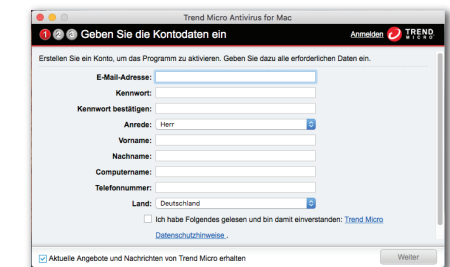 Trend Micro Antivirus for Mac
1 2 3 Geben Sie die Kontodaten ein
Anmelden
TREND
MICRO
Erstellen Sie ein Konto, um das Programm zu aktivieren. Geben Sie dazu alle erforderlichen Daten ein.
E-Mail-Adresse:
Kennwort:
Kennwort bestätigen:
Anrede: Herr
Vorname:
Nachname:
Computername:
Telefonnummer:
Land: Deutschland
Ich habe Folgendes gelesen und bin damit einverstanden: Trend Micro
Datenschutzhinweise .
Aktuelle Angebote und Nachrichten von Trend Micro erhalten
Weiter